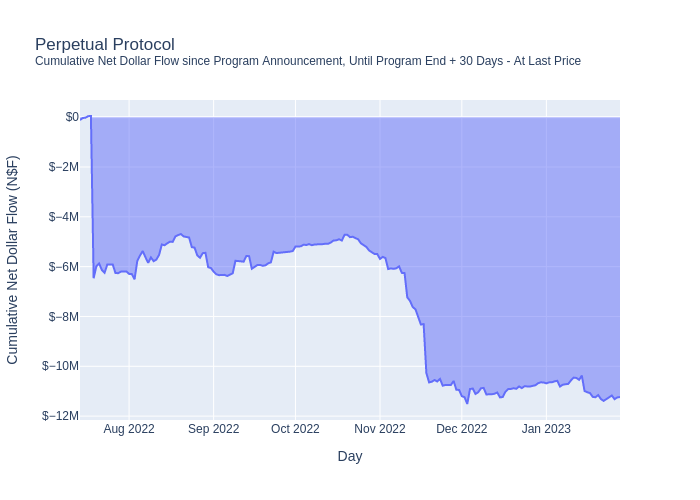 Perpetual Protocol
Cumulative Net Dollar Flow since Program Announcement, Until Program End + 30 Days - At Last Price
Cumulative Net Dollar Flow (N$F)
$0
$−2M
$−4M
$−6M
$−8M
$−10M
$−12M
Aug 2022
Sep 2022
Oct 2022
Nov 2022
Dec 2022
Jan 2023
Day